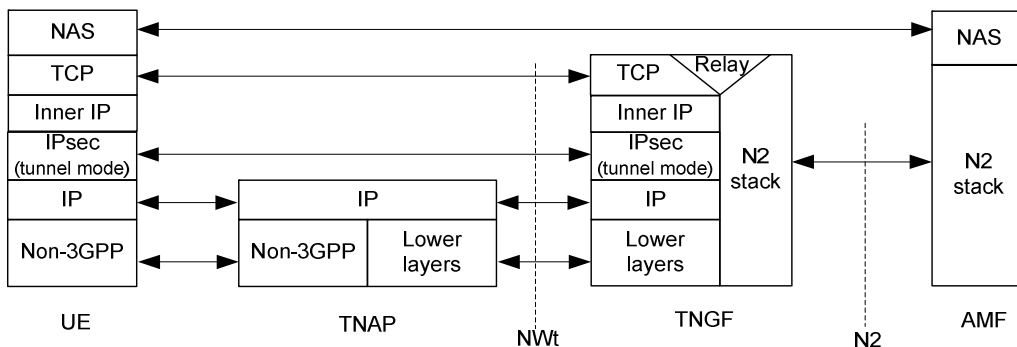 NAS
TCP
Inner IP
IPsec
(tunnel mode)
IP
Non-3GPP
UE
IP
Non-3GPP
Lower
layers
TNAP
NWt
TCP
Relay
Inner IP
IPsec
(tunnel mode)
IP
Lower
layers
N2
stack
TNGF
N2
NAS
N2
stack
AMF